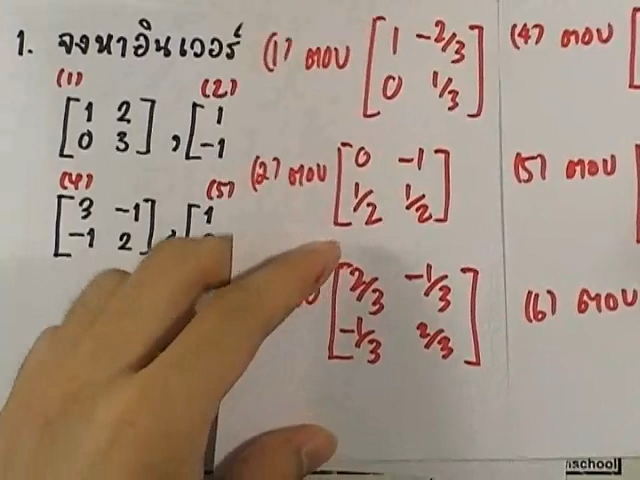 1. จงหาอินเวอร์
(1) (2)
[1 2
0 3] , [1
-1
(4) (5)
[3 -1
-1 2] , [1
(1) ตอบ [1 -2/3
0 1/3]
(2) ตอบ [0 -1
1/2 1/2]
[2/3 -1/3
-1/3 2/3]
(4) ตอบ [
(5) ตอบ
(6) ตอบ
school